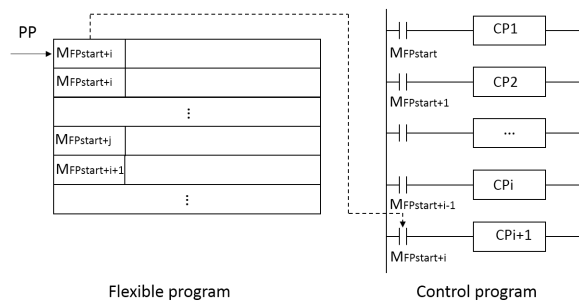 PP
MFPstart+i
MFPstart+i
⋮
MFPstart+j
MFPstart+i+1
⋮
Flexible program
CP1
MFPstart
CP2
MFPstart+1
...
CPi
MFPstart+i-1
CPi+1
MFPstart+i
Control program